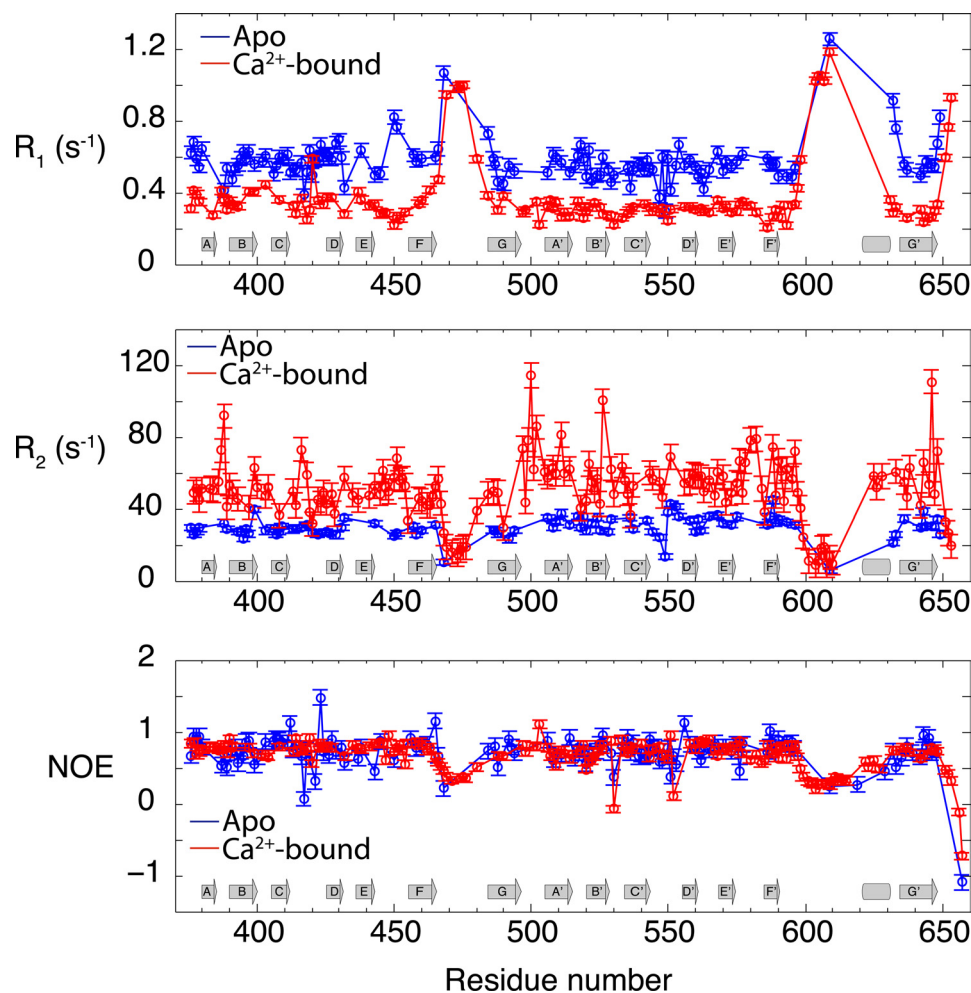 Apo
Ca²⁺-bound
1.2
0.8
0.4
0
R₁ (s⁻¹)
A B C D E F G A' B' C' D' E' F' G'
400 450 500 550 600 650
Apo
Ca²⁺-bound
120
80
40
0
R₂ (s⁻¹)
A B C D E F G A' B' C' D' E' F' G'
400 450 500 550 600 650
2
1
0
−1
NOE
Apo
Ca²⁺-bound
A B C D E F G A' B' C' D' E' F' G'
400 450 500 550 600 650
Residue number